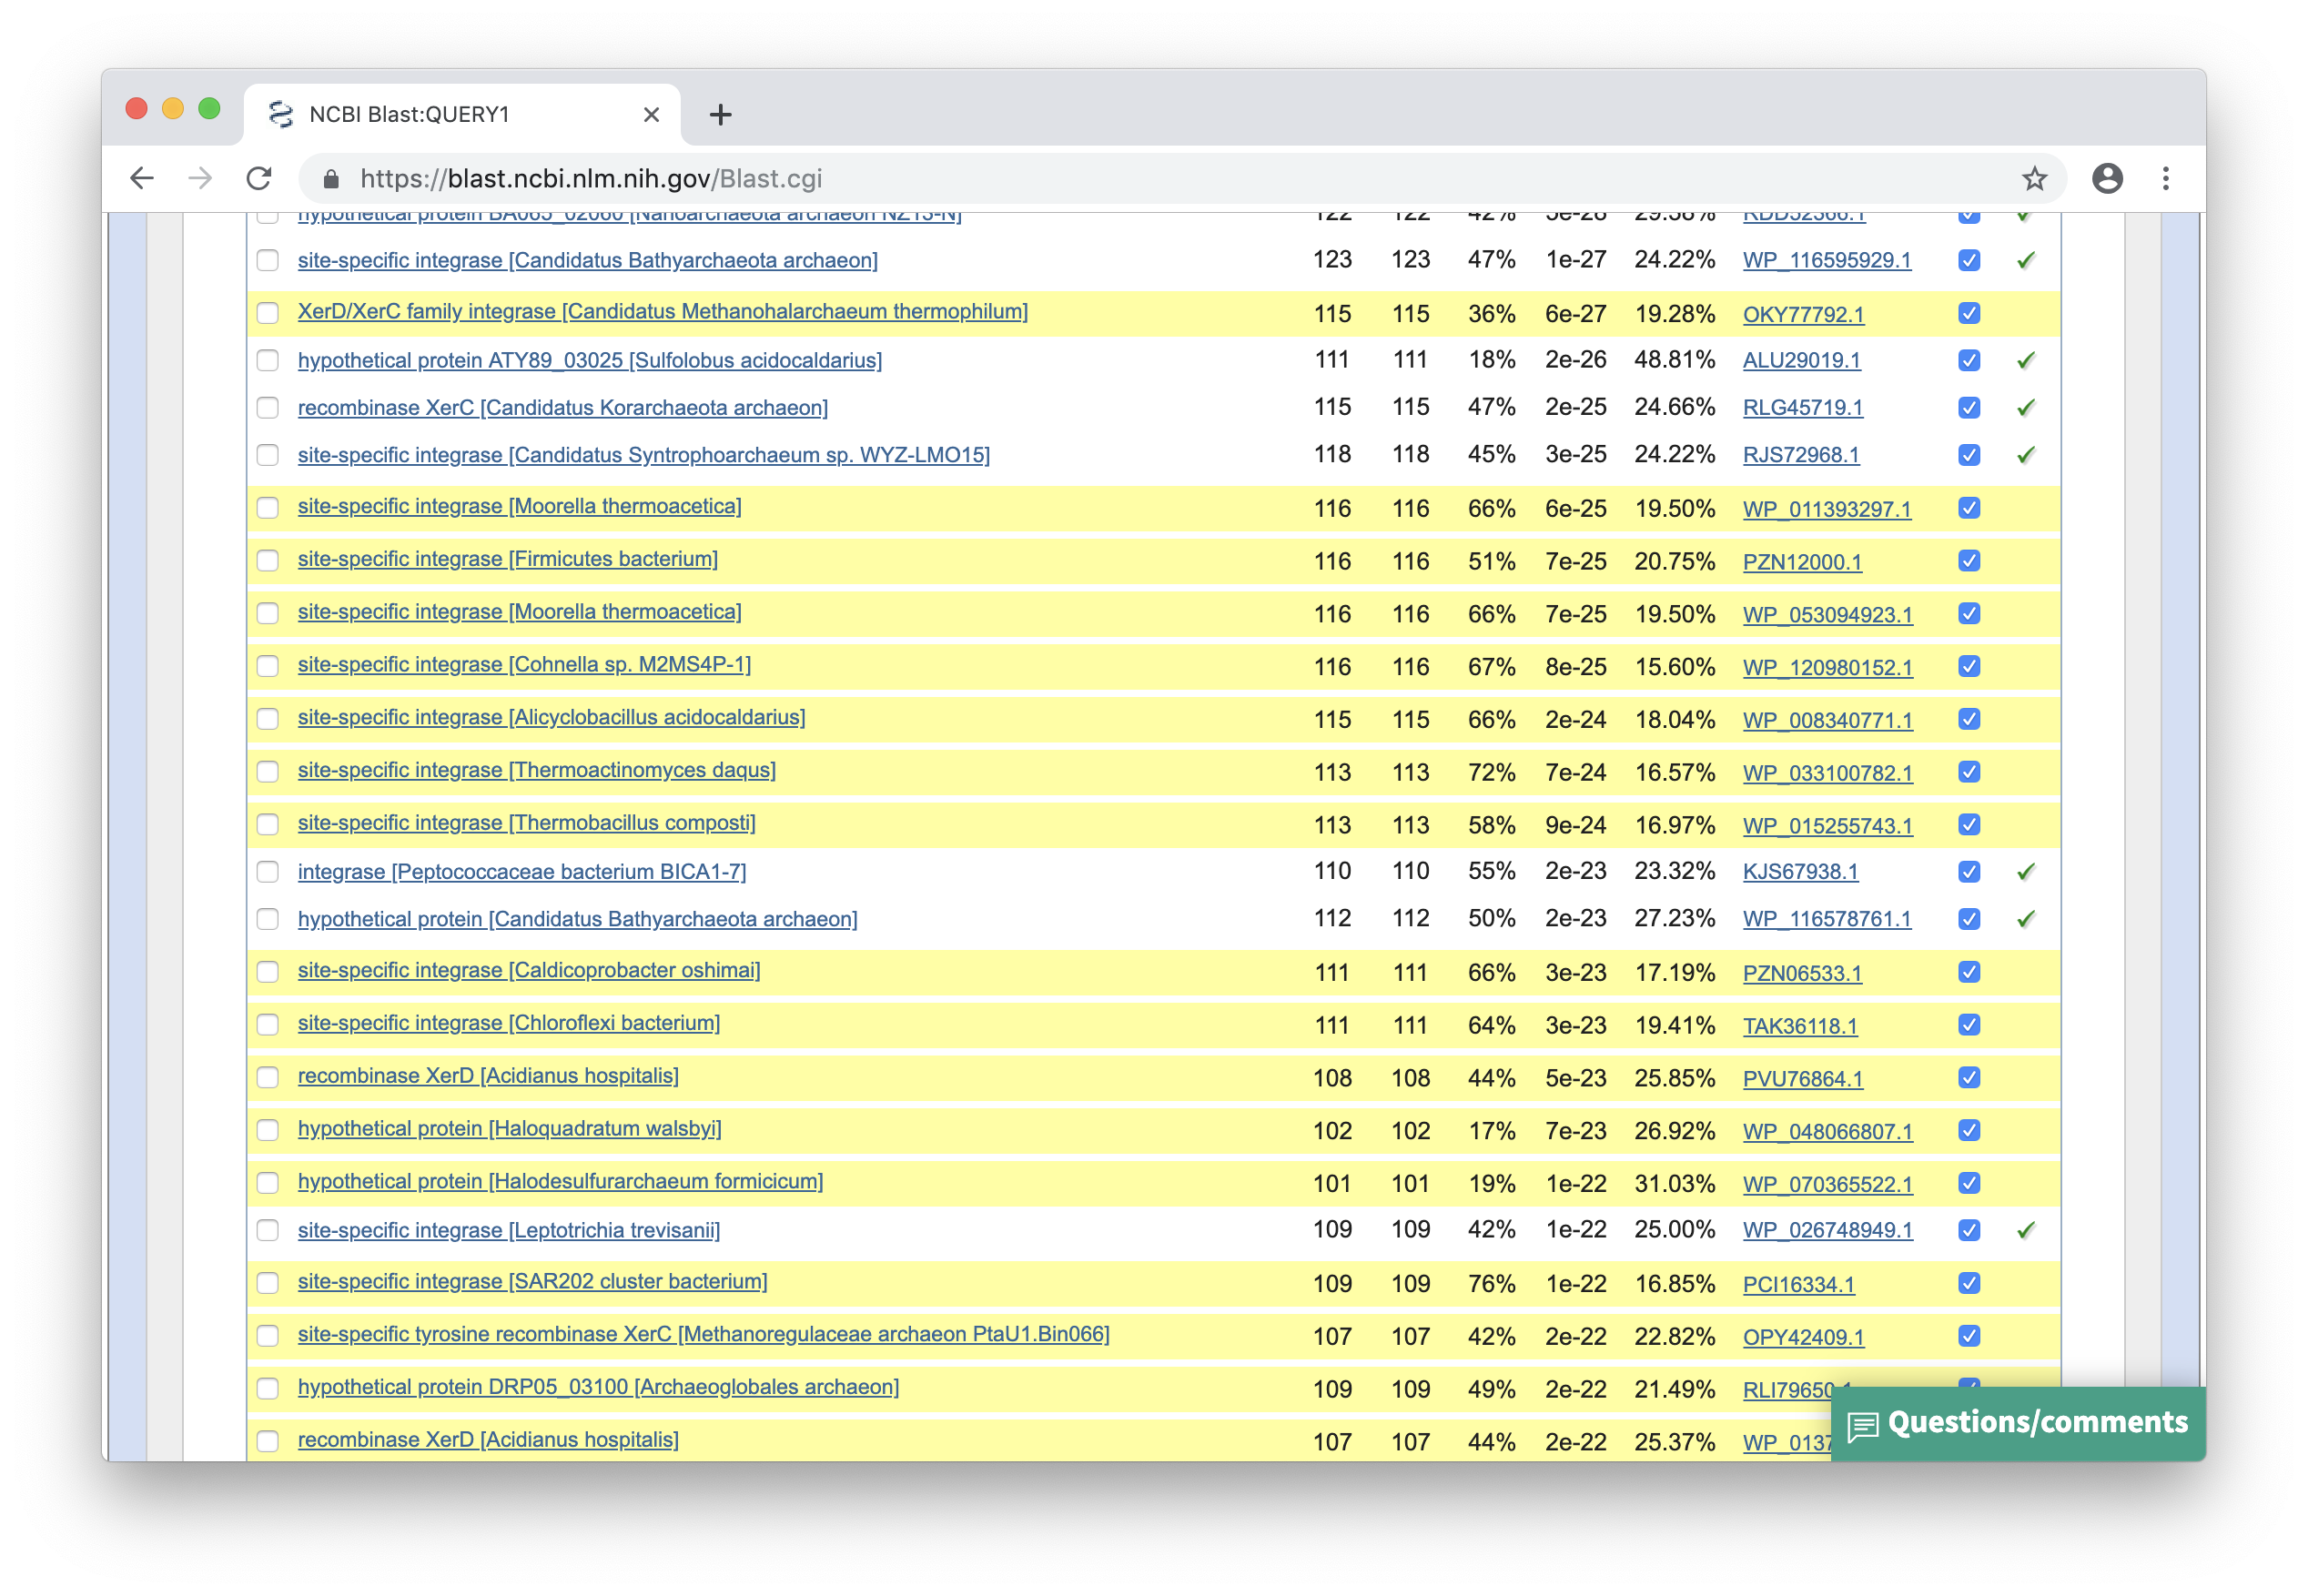 NCBI Blast:QUERY1
https://blast.ncbi.nlm.nih.gov/Blast.cgi
hypothetical protein BA065_02060 [Nanoarchaeota archaeon NZ13-N] 122 122 42% 5e-28 29.38% RDD52366.1
site-specific integrase [Candidatus Bathyarchaeota archaeon] 123 123 47% 1e-27 24.22% WP_116595929.1
XerD/XerC family integrase [Candidatus Methanohalarchaeum thermophilum] 115 115 36% 6e-27 19.28% OKY77792.1
hypothetical protein ATY89_03025 [Sulfolobus acidocaldarius] 111 111 18% 2e-26 48.81% ALU29019.1
recombinase XerC [Candidatus Korarchaeota archaeon] 115 115 47% 2e-25 24.66% RLG45719.1
site-specific integrase [Candidatus Syntrophoarchaeum sp. WYZ-LMO15] 118 118 45% 3e-25 24.22% RJS72968.1
site-specific integrase [Moorella thermoacetica] 116 116 66% 6e-25 19.50% WP_011393297.1
site-specific integrase [Firmicutes bacterium] 116 116 51% 7e-25 20.75% PZN12000.1
site-specific integrase [Moorella thermoacetica] 116 116 66% 7e-25 19.50% WP_053094923.1
site-specific integrase [Cohnella sp. M2MS4P-1] 116 116 67% 8e-25 15.60% WP_120980152.1
site-specific integrase [Alicyclobacillus acidocaldarius] 115 115 66% 2e-24 18.04% WP_008340771.1
site-specific integrase [Thermoactinomyces daqus] 113 113 72% 7e-24 16.57% WP_033100782.1
site-specific integrase [Thermobacillus composti] 113 113 58% 9e-24 16.97% WP_015255743.1
integrase [Peptococcaceae bacterium BICA1-7] 110 110 55% 2e-23 23.32% KJS67938.1
hypothetical protein [Candidatus Bathyarchaeota archaeon] 112 112 50% 2e-23 27.23% WP_116578761.1
site-specific integrase [Caldicoprobacter oshimai] 111 111 66% 3e-23 17.19% PZN06533.1
site-specific integrase [Chloroflexi bacterium] 111 111 64% 3e-23 19.41% TAK36118.1
recombinase XerD [Acidianus hospitalis] 108 108 44% 5e-23 25.85% PVU76864.1
hypothetical protein [Haloquadratum walsbyi] 102 102 17% 7e-23 26.92% WP_048066807.1
hypothetical protein [Halodesulfurarchaeum formicicum] 101 101 19% 1e-22 31.03% WP_070365522.1
site-specific integrase [Leptotrichia trevisanii] 109 109 42% 1e-22 25.00% WP_026748949.1
site-specific integrase [SAR202 cluster bacterium] 109 109 76% 1e-22 16.85% PCI16334.1
site-specific tyrosine recombinase XerC [Methanoregulaceae archaeon PtaU1.Bin066] 107 107 42% 2e-22 22.82% OPY42409.1
hypothetical protein DRP05_03100 [Archaeoglobales archaeon] 109 109 49% 2e-22 21.49% RLI79650.1
recombinase XerD [Acidianus hospitalis] 107 107 44% 2e-22 25.37% WP_0137
Questions/comments